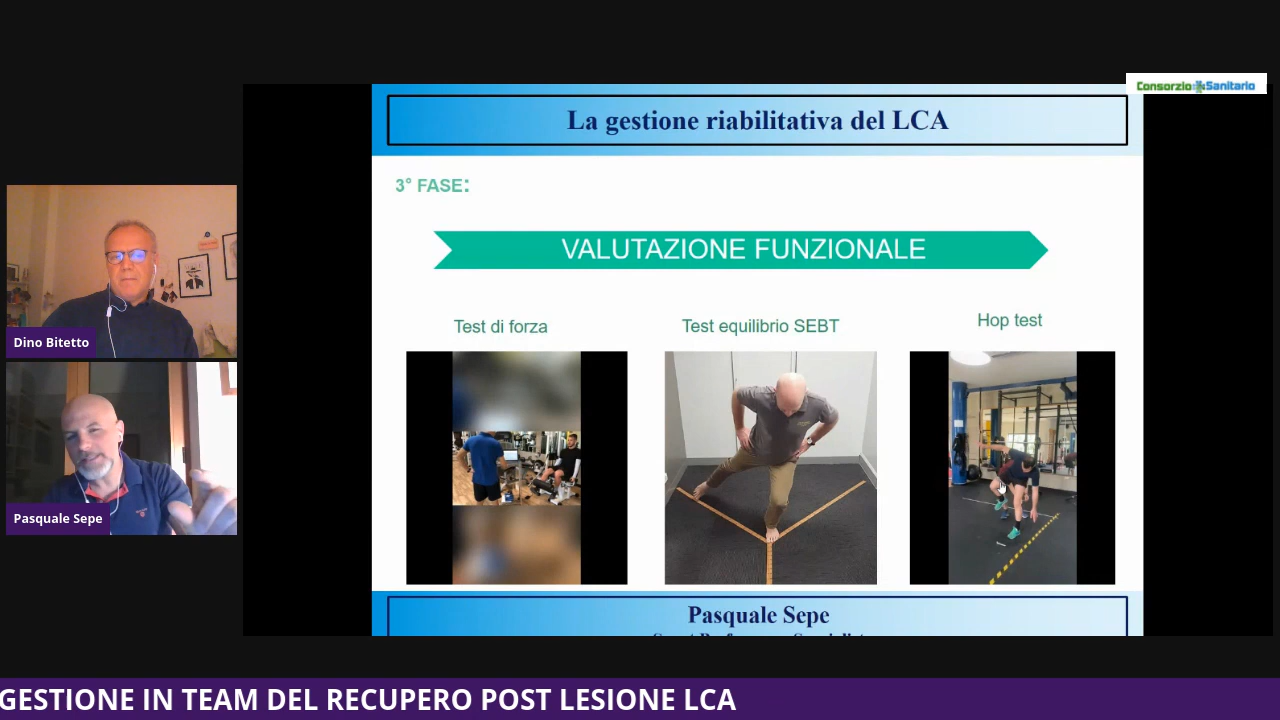 Consorzio Sanitario
La gestione riabilitativa del LCA
3° FASE:
VALUTAZIONE FUNZIONALE
Test di forza
Test equilibrio SEBT
Hop test
Dino Bitetto
Pasquale Sepe
Pasquale Sepe
GESTIONE IN TEAM DEL RECUPERO POST LESIONE LCA